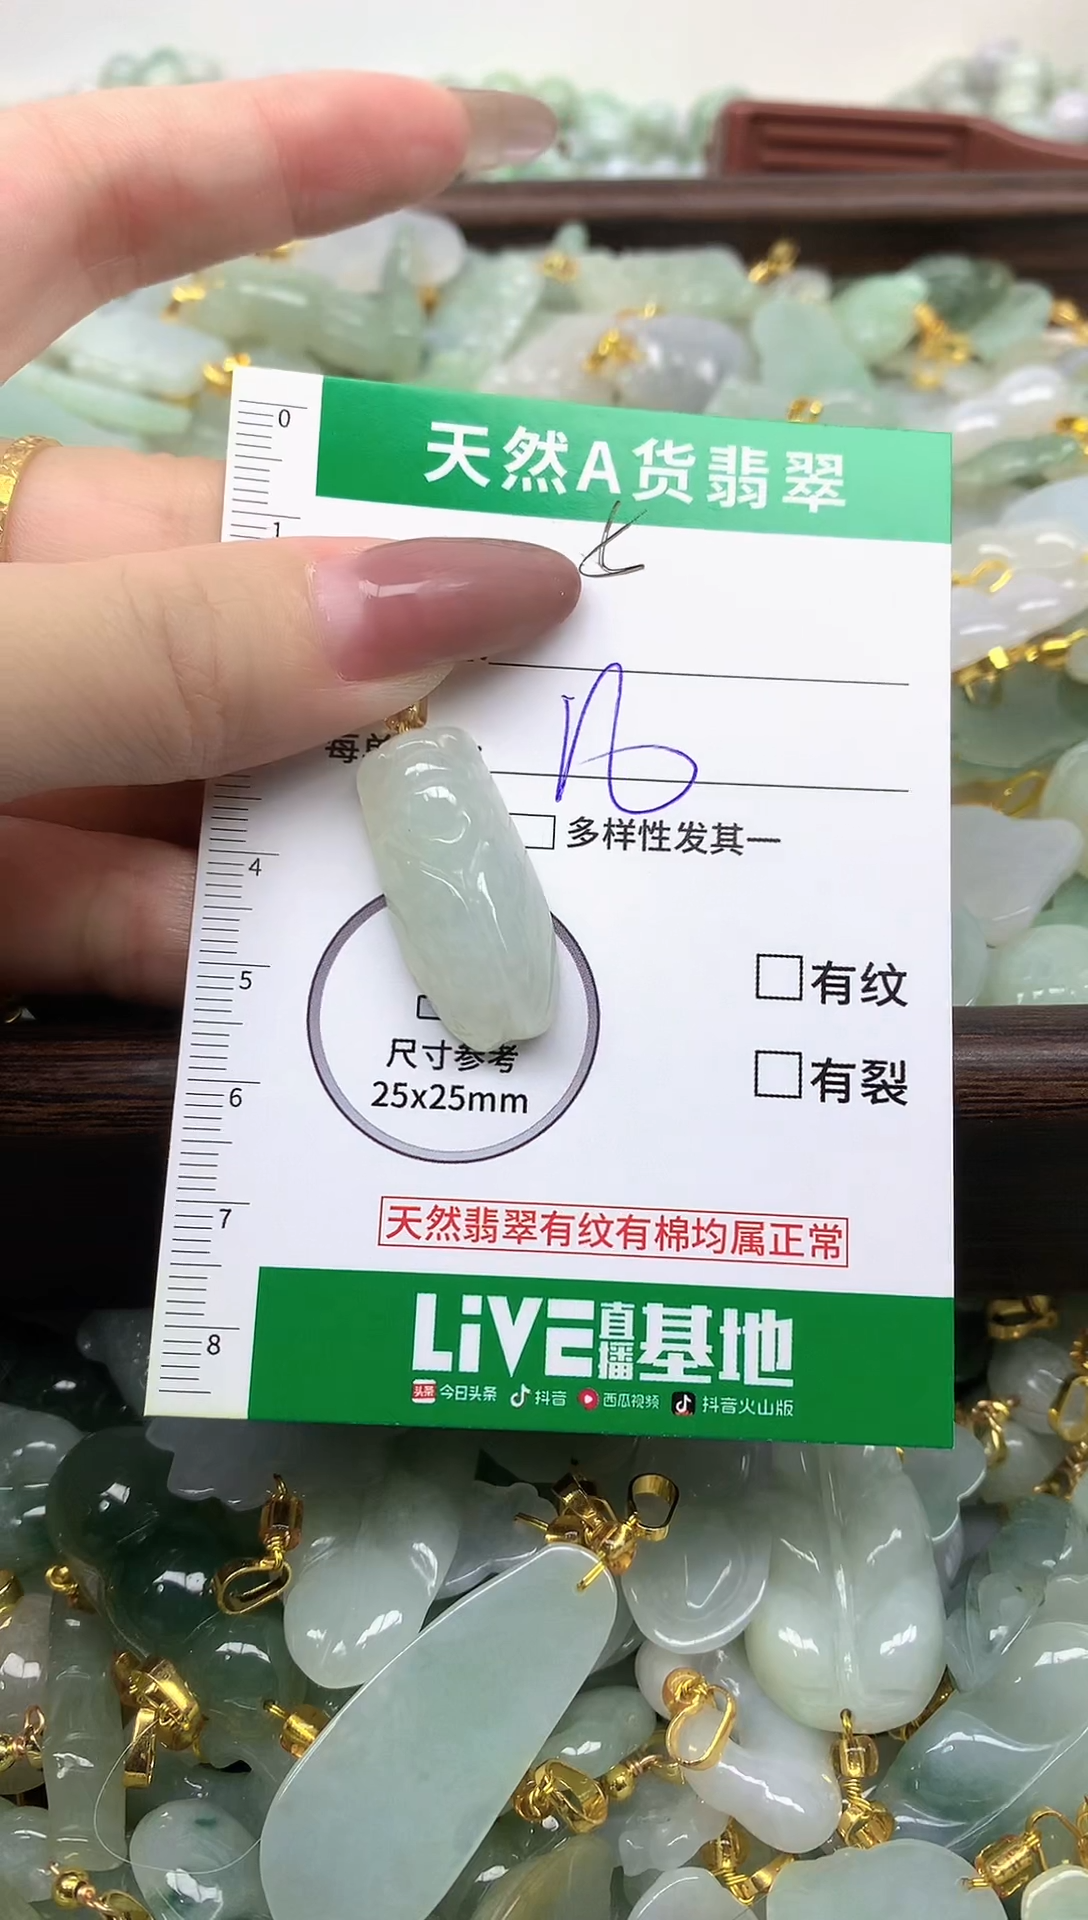 0
天然A货翡翠
1
每单
多样性发其一
4
5
有纹
尺寸参考
25x25mm
有裂
6
7
天然翡翠有纹有棉均属正常
8
LiVE直播基地
头条 今日头条 抖音 西瓜视频 抖音火山版